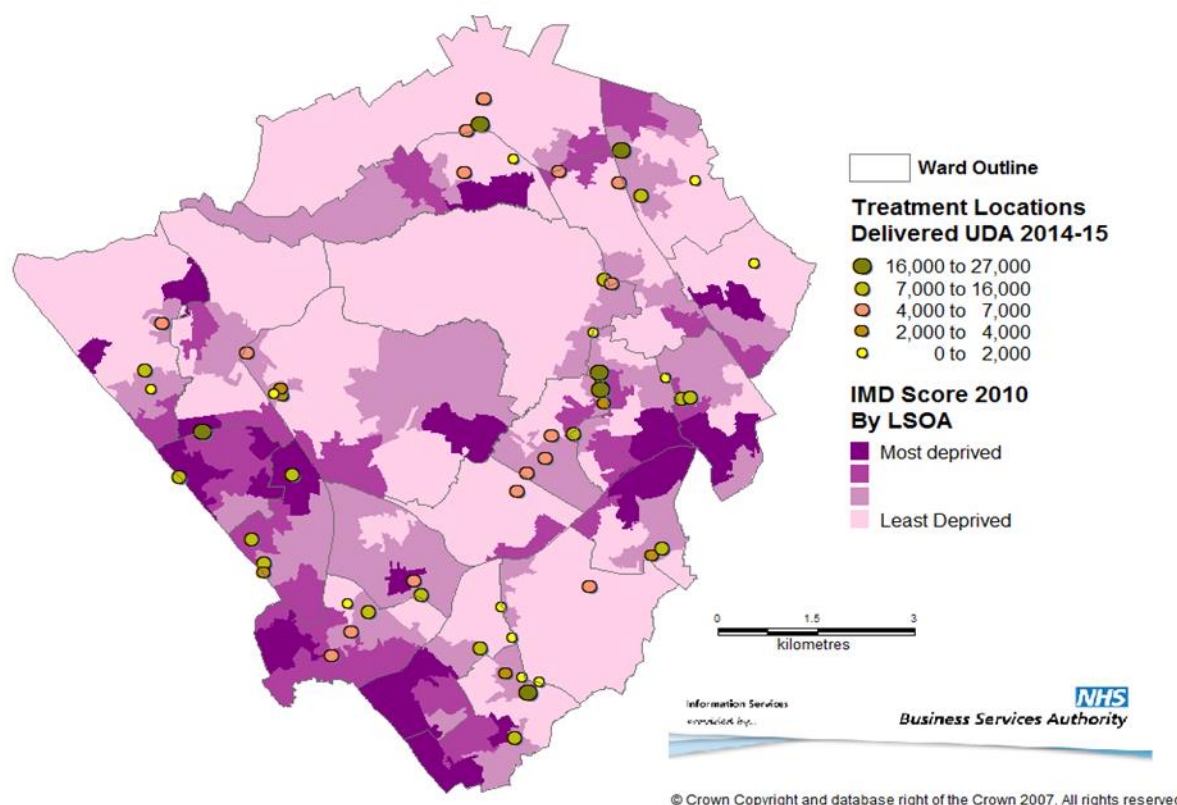 Ward Outline
Treatment Locations
Delivered UDA 2014-15
16,000 to 27,000
7,000 to 16,000
4,000 to 7,000
2,000 to 4,000
0 to 2,000
IMD Score 2010
By LSOA
Most deprived
Least Deprived
0 1.5 3
kilometres
Information Services
provided by...
NHS
Business Services Authority
© Crown Copyright and database right of the Crown 2007. All rights reserved